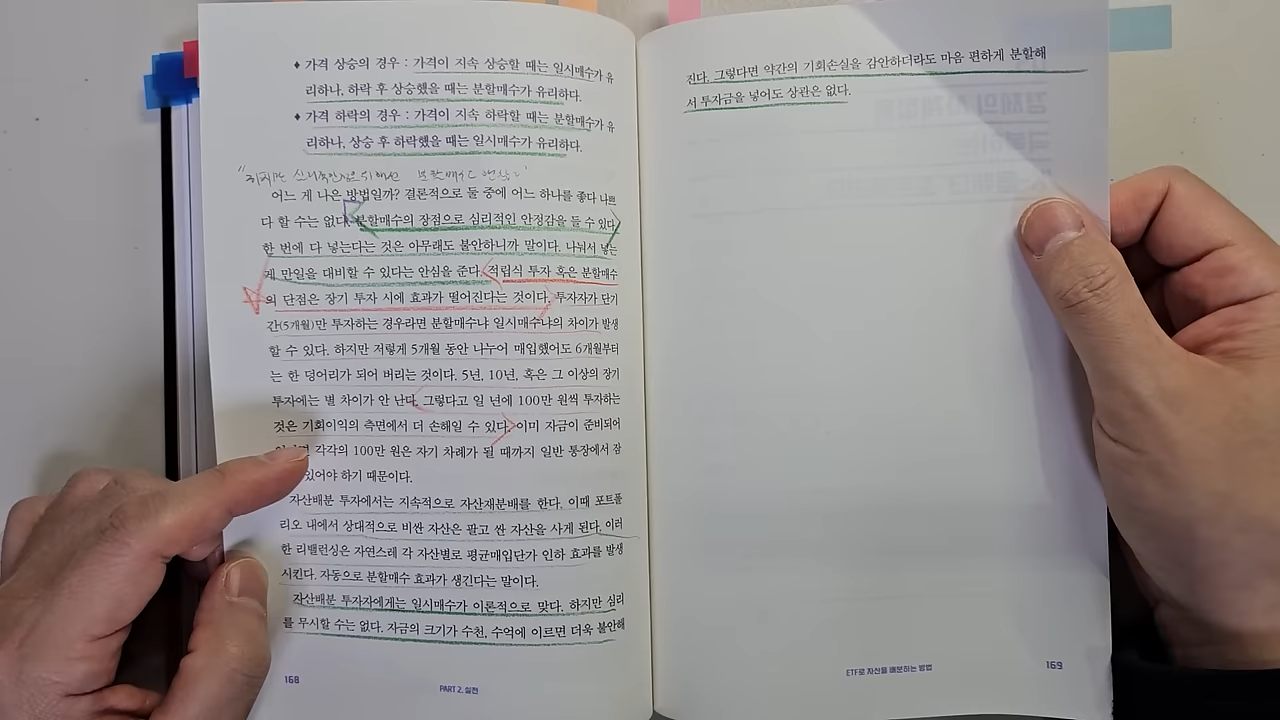 ♦ 가격 상승의 경우 : 가격이 지속 상승할 때는 일시매수가 유
리하나, 하락 후 상승했을 때는 분할매수가 유리하다.
♦ 가격 하락의 경우 : 가격이 지속 하락할 때는 분할매수가 유
리하나, 상승 후 하락했을 때는 일시매수가 유리하다.
어느 게 나은 방법일까? 결론적으로 둘 중에 어느 하나를 좋다 나쁘
다 할 수는 없다. 분할매수의 장점으로 심리적인 안정감을 들 수 있다.
한 번에 다 넣는다는 것은 아무래도 불안하니까 말이다. 나눠서 넣는
게 만일을 대비할 수 있다는 안심을 준다. 적립식 투자 혹은 분할매수
의 단점은 장기 투자 시에 효과가 떨어진다는 것이다. 투자자가 단기
간(5개월)만 투자하는 경우라면 분할매수냐 일시매수냐의 차이가 발생
할 수 있다. 하지만 저렇게 5개월 동안 나누어 매입했어도 6개월부터
는 한 덩어리가 되어 버리는 것이다. 5년, 10년, 혹은 그 이상의 장기
투자에는 별 차이가 안 난다. 그렇다고 일 년에 100만 원씩 투자하는
것은 기회이익의 측면에서 더 손해일 수 있다. 이미 자금이 준비되어
각각의 100만 원은 자기 차례가 될 때까지 일반 통장에서 잠
있어야 하기 때문이다.
자산배분 투자에서는 지속적으로 자산재분배를 한다. 이때 포트폴
리오 내에서 상대적으로 비싼 자산은 팔고 싼 자산을 사게 된다. 이러
한 리밸런싱은 자연스레 각 자산별로 평균매입단가 인하 효과를 발생
시킨다. 자동으로 분할매수 효과가 생긴다는 말이다.
자산배분 투자자에게는 일시매수가 이론적으로 맞다. 하지만 심리
를 무시할 수는 없다. 자금의 크기가 수천, 수억에 이르면 더욱 불안해
168
PART 2. 실전
진다. 그렇다면 약간의 기회손실을 감안하더라도 마음 편하게 분할해
서 투자금을 넣어도 상관은 없다.
ETF로 자산을 배분하는 방법
169